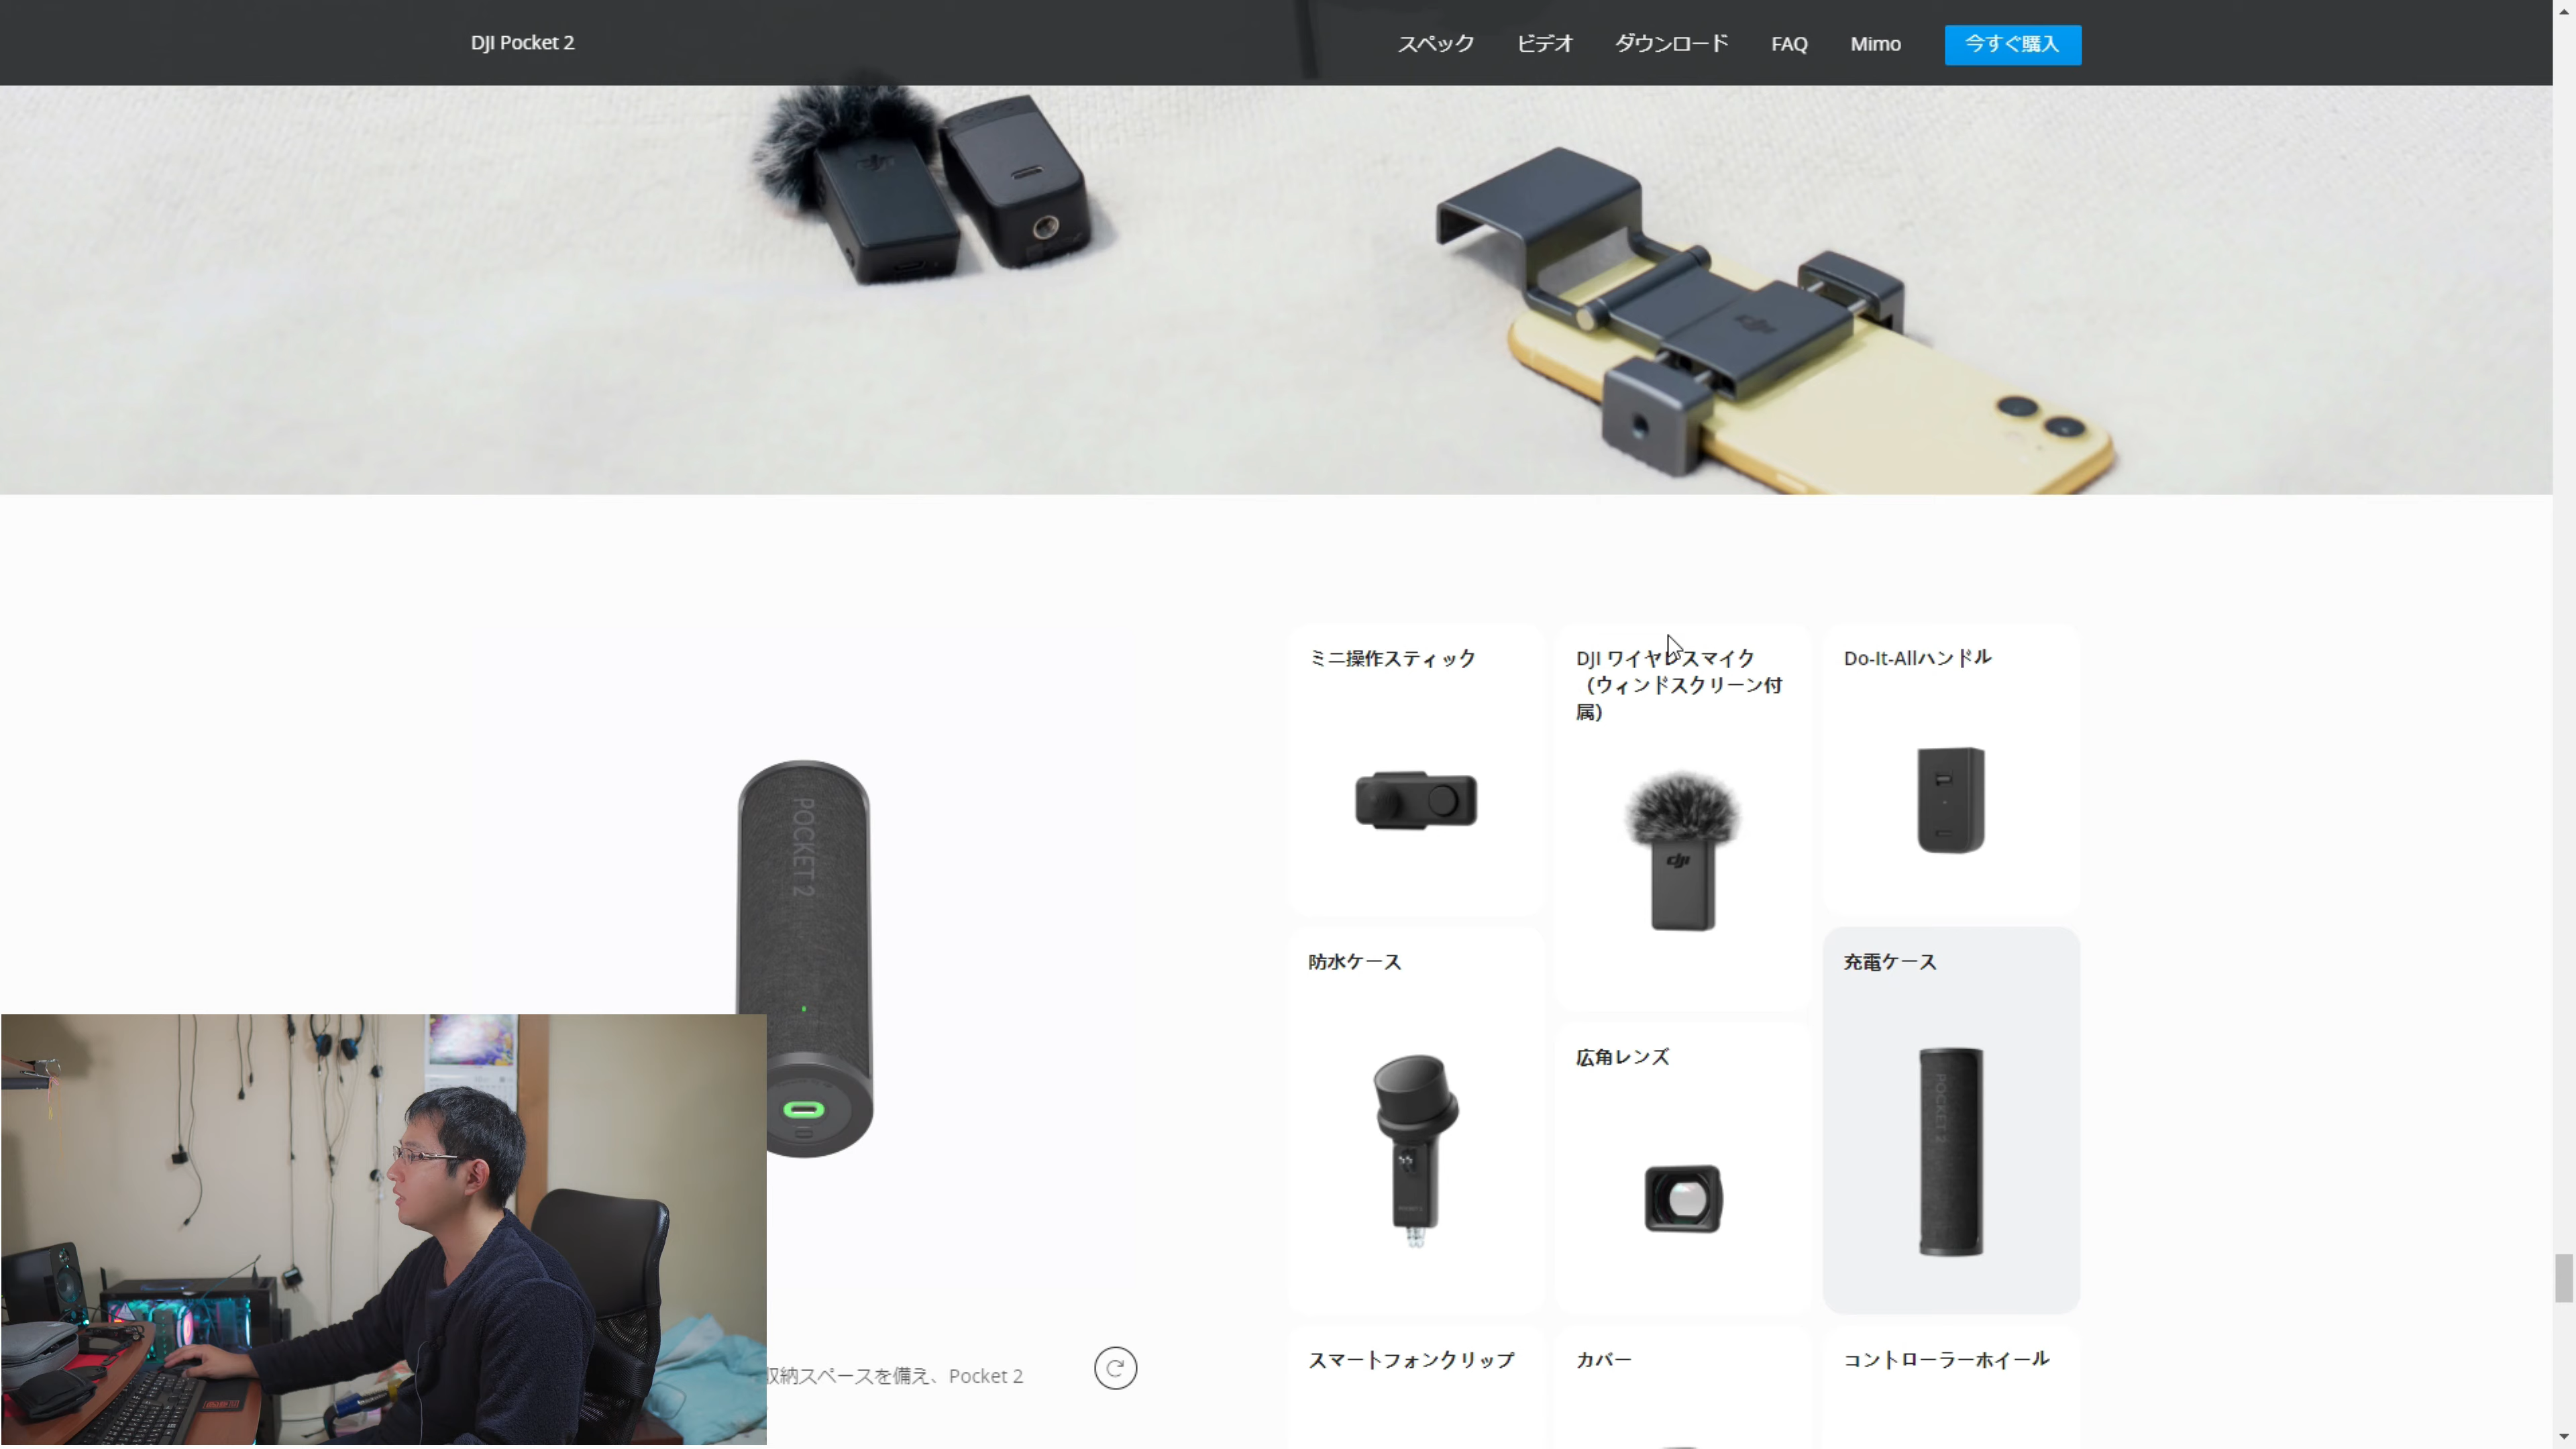 DJI Pocket 2
スペック
ビデオ
ダウンロード
FAQ
Mimo
今すぐ購入
ミニ操作スティック
DJI ワイヤレスマイク
（ウィンドスクリーン付
属)
Do-It-Allハンドル
POCKET 2
dji
防水ケース
充電ケース
広角レンズ
POCKET 2
スマートフォンクリップ
カバー
コントローラーホイール
収納スペースを備え、Pocket 2